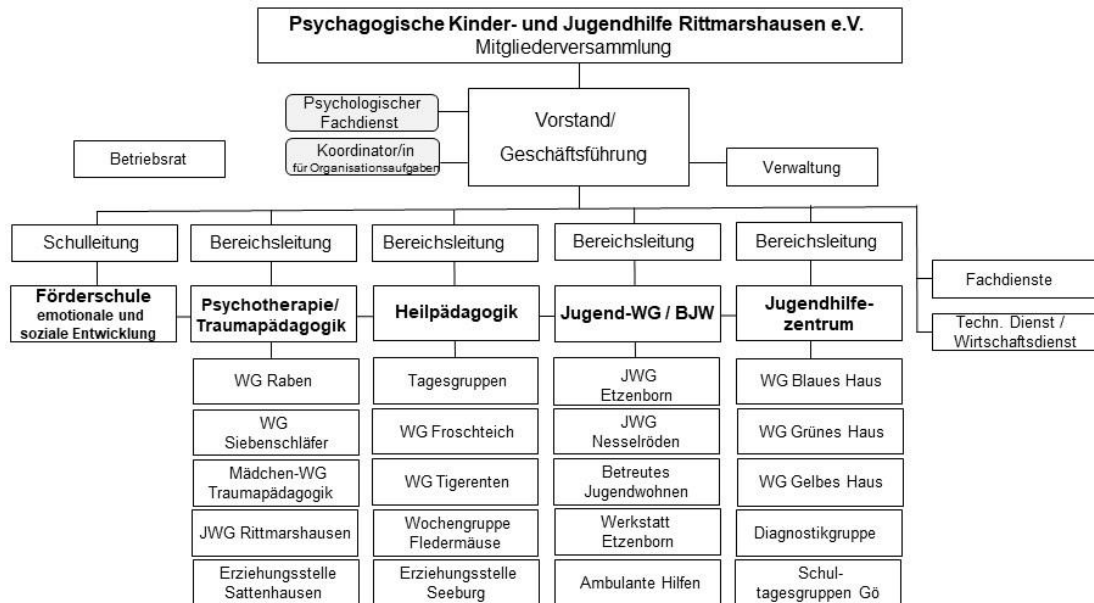 Psychagogische Kinder- und Jugendhilfe Rittmarshausen e.V.
Mitgliederversammlung
Psychologischer
Fachdienst
Vorstand/
Geschäftsführung
Betriebsrat
Koordinator/in
für Organisationsaufgaben
Verwaltung
Schulleitung
Bereichsleitung
Bereichsleitung
Bereichsleitung
Bereichsleitung
Fachdienste
Techn. Dienst /
Wirtschaftsdienst
Förderschule
emotionale und
soziale Entwicklung
Psychotherapie/
Traumapädagogik
Heilpädagogik
Jugend-WG / BJW
Jugendhilfe-
zentrum
WG Raben
Tagesgruppen
JWG
Etzenborn
WG Blaues Haus
WG
Siebenschläfer
WG Froschteich
JWG
Nesselröden
WG Grünes Haus
Mädchen-WG
Traumapädagogik
WG Tigerenten
Betreutes
Jugendwohnen
WG Gelbes Haus
JWG Rittmarshausen
Wochengruppe
Fledermäuse
Werkstatt
Etzenborn
Diagnostikgruppe
Erziehungsstelle
Sattenhausen
Erziehungsstelle
Seeburg
Ambulante Hilfen
Schul-
tagesgruppen Gö